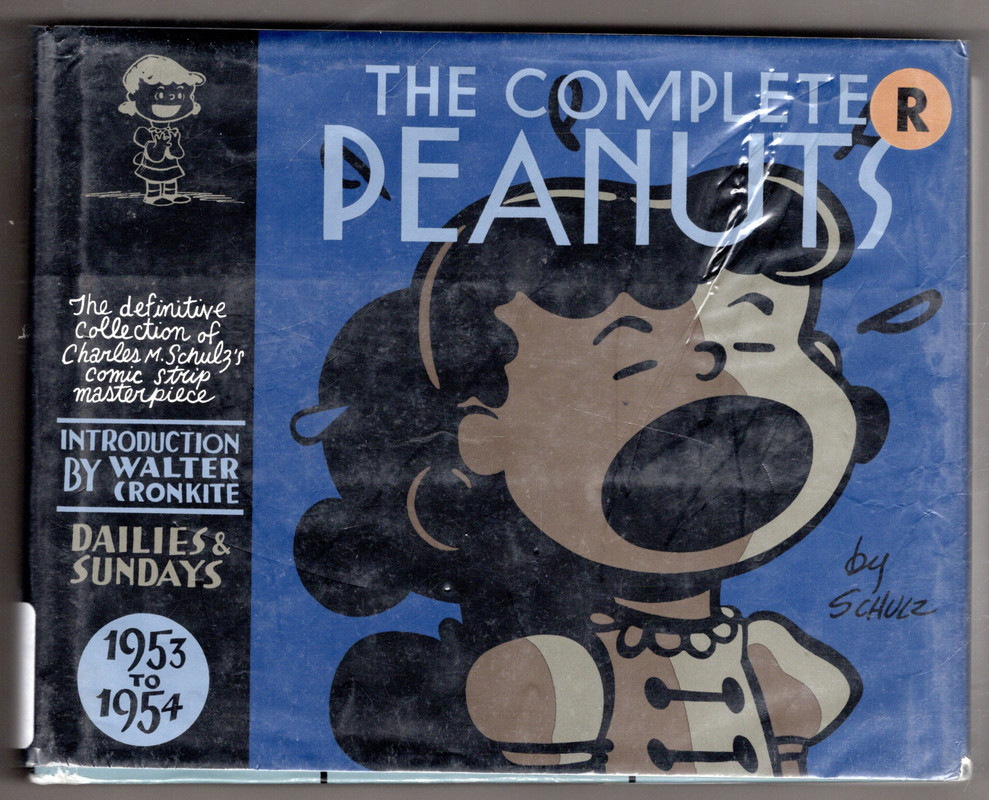 THE COMPLETE
PEANUTS
R
The definitive
collection of
Charles M. Schulz's
comic strip
masterpiece
INTRODUCTION
BY WALTER
CRONKITE
DAILIES &
SUNDAYS
1953
TO
1954
by
SCHULZ